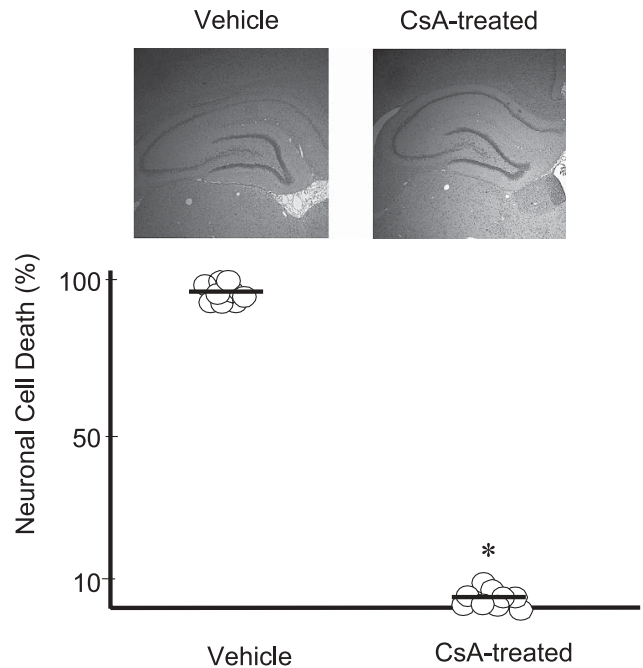 Vehicle
CsA-treated
Neuronal Cell Death (%)
100
50
10
*
Vehicle
CsA-treated